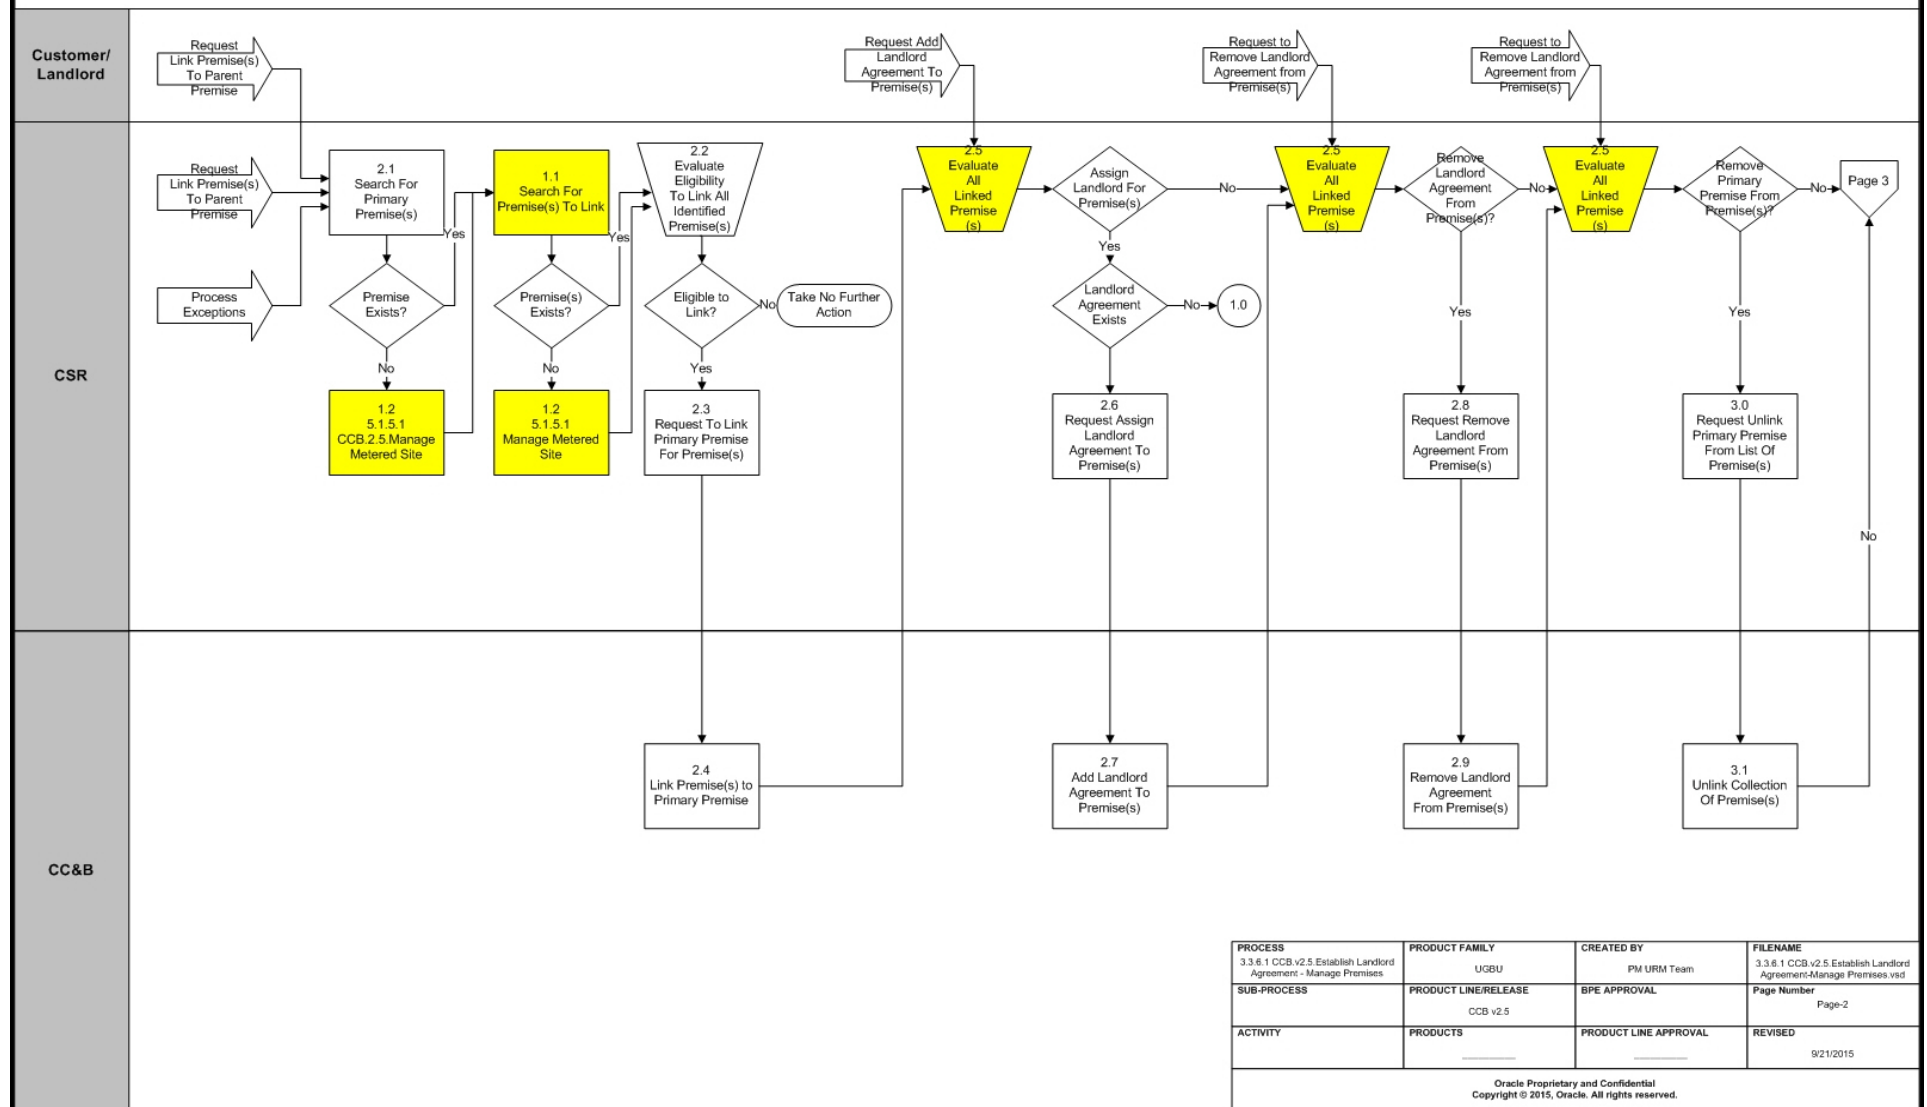 Customer/
Landlord
Request
Link Premise(s)
To Parent
Premise
Request Add
Landlord
Agreement To
Premise(s)
Request to
Remove Landlord
Agreement from
Premise(s)
Request to
Remove Landlord
Agreement from
Premise(s)
CSR
Request
Link Premise(s)
To Parent
Premise
Process
Exceptions
2.1
Search For
Primary
Premise(s)
Yes
Premise
Exists?
No
1.2
5.1.5.1
CCB.2.5.Manage
Metered Site
1.1
Search For
Premise(s) To Link
Yes
Premise(s)
Exists?
No
1.2
5.1.5.1
Manage Metered
Site
2.2
Evaluate
Eligibility
To Link All
Identified
Premise(s)
Eligible to
Link?
No
Take No Further
Action
Yes
2.3
Request To Link
Primary Premise
For Premise(s)
2.5
Evaluate
All
Linked
Premise
(s)
Assign
Landlord For
Premise(s)
No
Yes
Landlord
Agreement
Exists
No
1.0
2.6
Request Assign
Landlord
Agreement To
Premise(s)
2.5
Evaluate
All
Linked
Premise
(s)
Remove
Landlord
Agreement
From
Premise(s)?
No
Yes
2.8
Request Remove
Landlord
Agreement From
Premise(s)
2.5
Evaluate
All
Linked
Premise
(s)
Remove
Primary
Premise From
Premise(s)?
No
Page 3
Yes
3.0
Request Unlink
Primary Premise
From List Of
Premise(s)
No
CC&B
2.4
Link Premise(s) to
Primary Premise
2.7
Add Landlord
Agreement To
Premise(s)
2.9
Remove Landlord
Agreement
From Premise(s)
3.1
Unlink Collection
Of Premise(s)
PROCESS
3.3.6.1 CCB.v2.5.Establish Landlord
Agreement - Manage Premises
PRODUCT FAMILY
UGBU
CREATED BY
PM URM Team
FILENAME
3.3.6.1 CCB.v2.5.Establish Landlord
Agreement-Manage Premises.vsd
SUB-PROCESS
PRODUCT LINE/RELEASE
CCB v2.5
BPE APPROVAL
Page Number
Page-2
ACTIVITY
PRODUCTS
PRODUCT LINE APPROVAL
REVISED
9/21/2015
Oracle Proprietary and Confidential
Copyright © 2015, Oracle. All rights reserved.